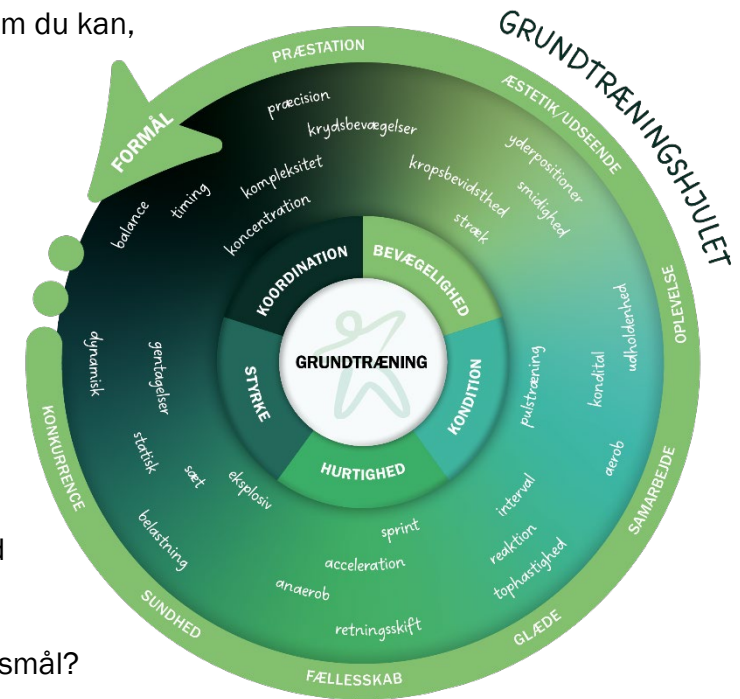 m du kan,
GRUNDTRÆNINGSHJULET
FORMÅL
PRÆSTATION
ÆSTETIK/UDSEENDE
OPLEVELSE
SAMARBEJDE
GLÆDE
FÆLLESSKAB
SUNDHED
KONKURRENCE
præcision
krydsbevægelser
kompleksitet
koncentration
timing
balance
yderpositioner
kropsbevidsthed
smidighed
stræk
udholdenhed
kondital
pulstræning
aerob
interval
reaktion
tophastighed
sprint
acceleration
anaerob
retningsskift
eksplosiv
sæt
statisk
belastning
gentagelser
dynamisk
KOORDINATION
BEVÆGELIGHED
KONDITION
HURTIGHED
STYRKE
GRUNDTRÆNING
smål?